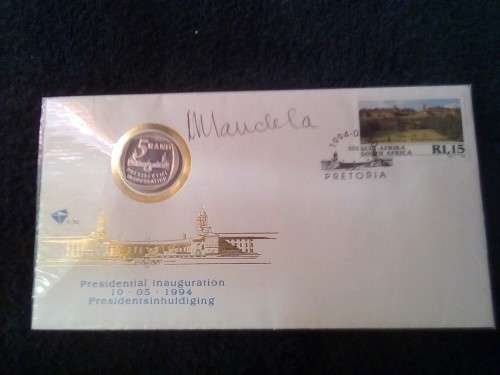 NMandela
5 RAND
PRESIDENTIAL
INAUGURATION
1994-0
SUID-AFRIKA
SOUTH AFRICA
R1,15
PRETORIA
Presidential Inauguration
10 · 05 · 1994
Presidentsinhuldiging